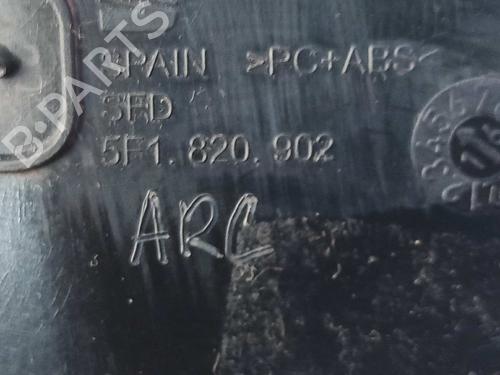 SPAIN >PC+ABS<
SFD
5F1.820.902
ARC
B-PARTS